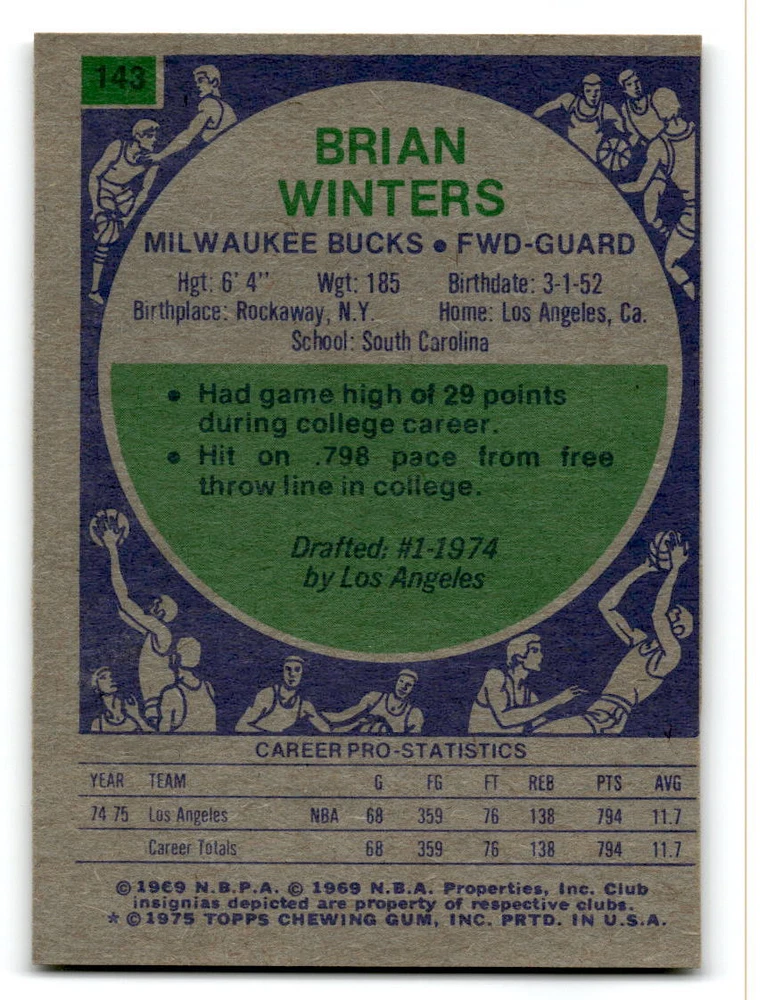 143
BRIAN
WINTERS
MILWAUKEE BUCKS • FWD-GUARD
Hgt: 6' 4" Wgt: 185 Birthdate: 3-1-52
Birthplace: Rockaway, N.Y. Home: Los Angeles, Ca.
School: South Carolina
• Had game high of 29 points
during college career.
• Hit on .798 pace from free
throw line in college.
Drafted: #1-1974
by Los Angeles
CAREER PRO-STATISTICS
YEAR TEAM G FG FT REB PTS AVG
74 75 Los Angeles NBA 68 359 76 138 794 11.7
Career Totals 68 359 76 138 794 11.7
© 1969 N.B.P.A. © 1969 N.B.A. Properties, Inc. Club
insignias depicted are property of respective clubs.
* © 1975 TOPPS CHEWING GUM, INC. PRTD. IN U.S.A.